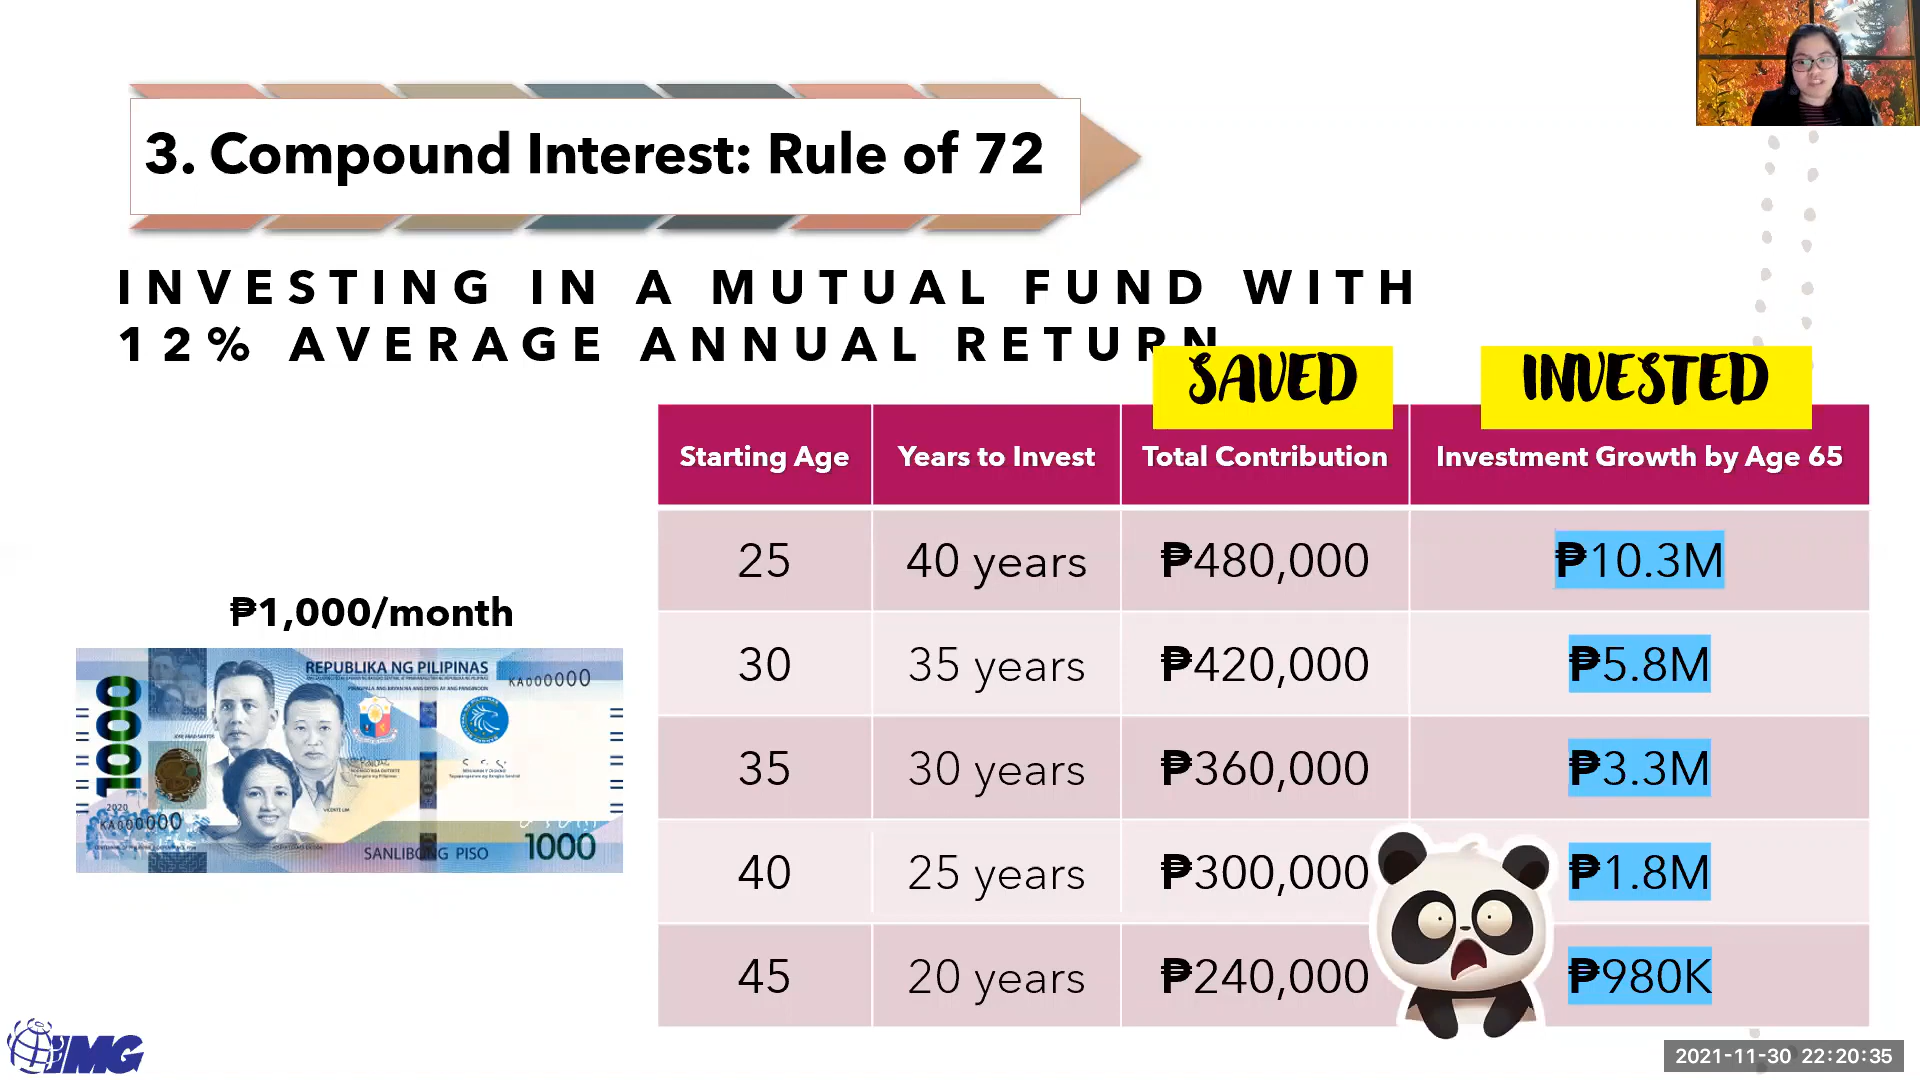 3. Compound Interest: Rule of 72
INVESTING IN A MUTUAL FUND WITH
12% AVERAGE ANNUAL RETURN
SAVED
INVESTED
Starting Age
Years to Invest
Total Contribution
Investment Growth by Age 65
25
40 years
₱480,000
₱10.3M
30
35 years
₱420,000
₱5.8M
35
30 years
₱360,000
₱3.3M
40
25 years
₱300,000
₱1.8M
45
20 years
₱240,000
₱980K
₱1,000/month
REPUBLIKA NG PILIPINAS
KA000000
1000
2020
KA000000
VICENTE LIM
SANLIBONG PISO
1000
IMG
2021-11-30 22:20:35